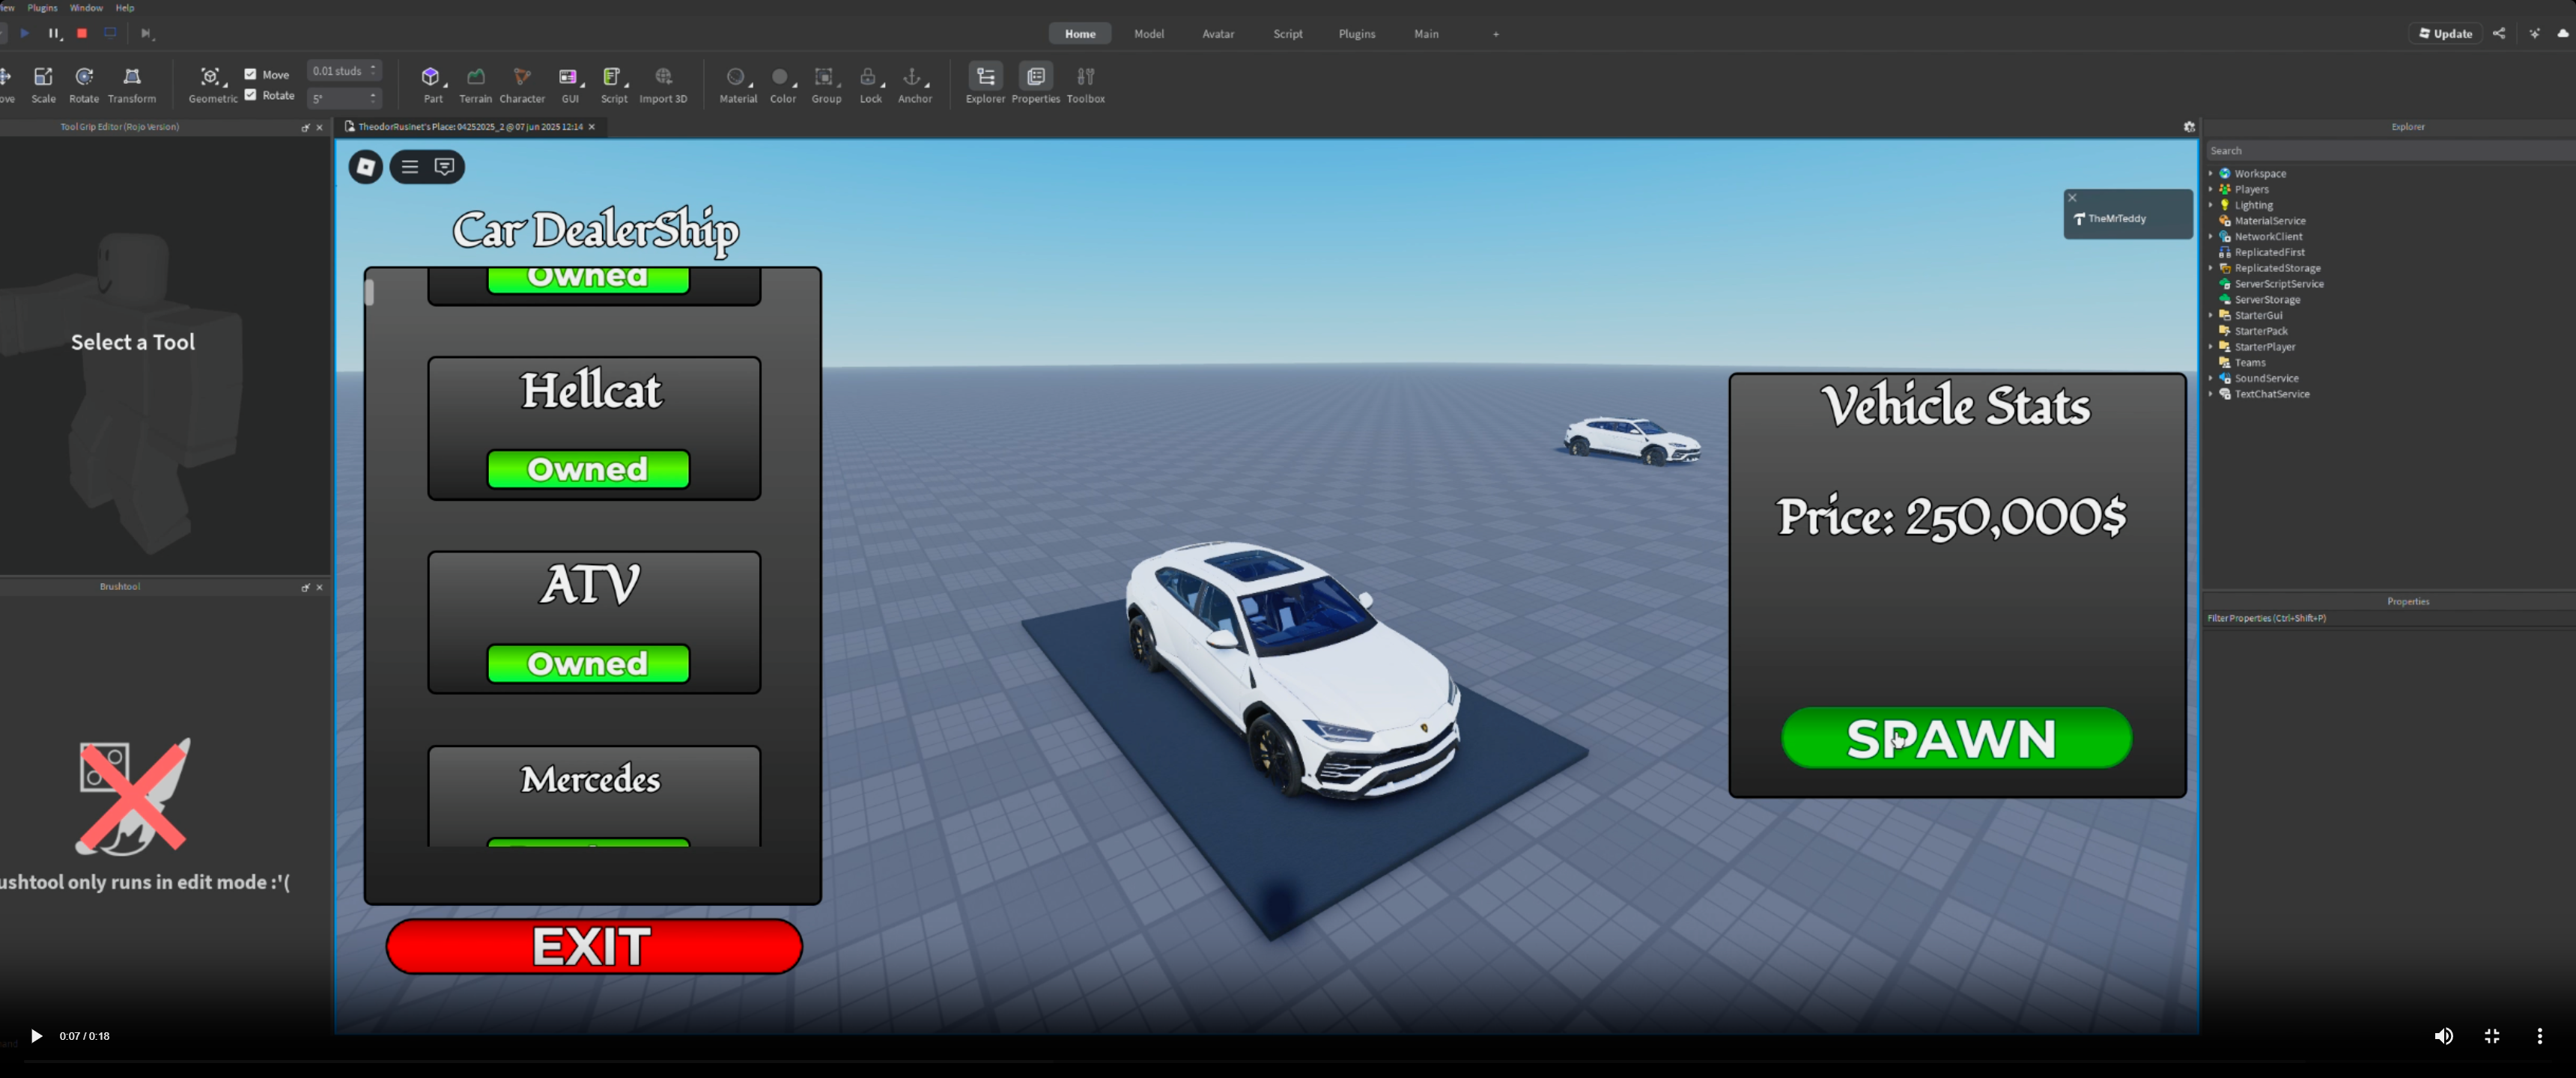 View Plugins Window Help
Home Model Avatar Script Plugins Main +
Update
Move Scale Rotate Transform Geometric
Move
Rotate
0.01 studs
5°
Part Terrain Character GUI Script Import 3D
Material Color Group Lock Anchor
Explorer Properties Toolbox
Tool Grip Editor (Rojo Version)
TheodorRusInet's Place: 04252025_2 @ 07 Jun 2025 12:14
Select a Tool
Brushtool
ushtool only runs in edit mode :'(
Car DealerShip
Owned
Hellcat
Owned
ATV
Owned
Mercedes
EXIT
TheMrTeddy
Vehicle Stats
Price: 250,000$
SPAWN
Explorer
Search
Workspace
Players
Lighting
MaterialService
NetworkClient
ReplicatedFirst
ReplicatedStorage
ServerScriptService
ServerStorage
StarterGui
StarterPack
StarterPlayer
Teams
SoundService
TextChatService
Properties
Filter Properties (Ctrl+Shift+P)
0:07 / 0:18